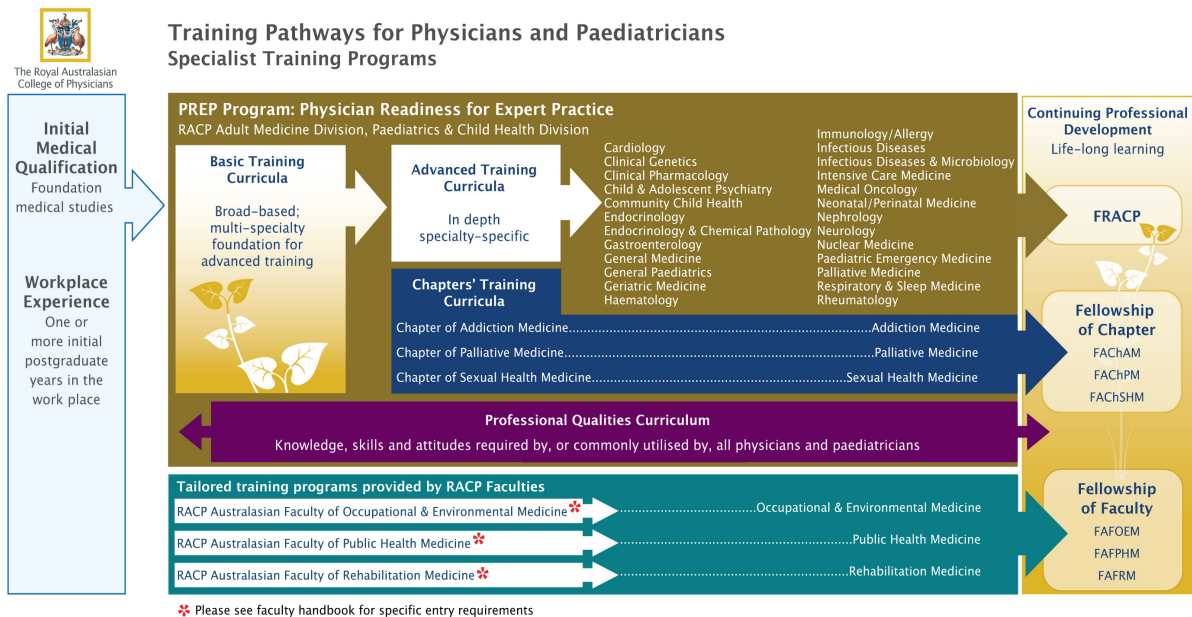 The Royal Australasian
College of Physicians
Training Pathways for Physicians and Paediatricians
Specialist Training Programs
Initial
Medical
Qualification
Foundation
medical studies
Workplace
Experience
One or
more initial
postgraduate
years in the
work place
PREP Program: Physician Readiness for Expert Practice
RACP Adult Medicine Division, Paediatrics & Child Health Division
Basic Training
Curricula
Broad-based;
multi-specialty
foundation for
advanced training
Advanced Training
Curricula
In depth
specialty-specific
Cardiology
Clinical Genetics
Clinical Pharmacology
Child & Adolescent Psychiatry
Community Child Health
Endocrinology
Endocrinology & Chemical Pathology
Gastroenterology
General Medicine
General Paediatrics
Geriatric Medicine
Haematology
Immunology/Allergy
Infectious Diseases
Infectious Diseases & Microbiology
Intensive Care Medicine
Medical Oncology
Neonatal/Perinatal Medicine
Nephrology
Neurology
Nuclear Medicine
Paediatric Emergency Medicine
Palliative Medicine
Respiratory & Sleep Medicine
Rheumatology
Chapters' Training
Curricula
Chapter of Addiction Medicine..........Addiction Medicine
Chapter of Palliative Medicine..........Palliative Medicine
Chapter of Sexual Health Medicine..........Sexual Health Medicine
Professional Qualities Curriculum
Knowledge, skills and attitudes required by, or commonly utilised by, all physicians and paediatricians
Tailored training programs provided by RACP Faculties
RACP Australasian Faculty of Occupational & Environmental Medicine* ..........Occupational & Environmental Medicine
RACP Australasian Faculty of Public Health Medicine* ..........Public Health Medicine
RACP Australasian Faculty of Rehabilitation Medicine* ..........Rehabilitation Medicine
* Please see faculty handbook for specific entry requirements
Continuing Professional
Development
Life-long learning
FRACP
Fellowship
of Chapter
FAChAM
FAChPM
FAChSHM
Fellowship
of Faculty
FAFOEM
FAFPHM
FAFRM